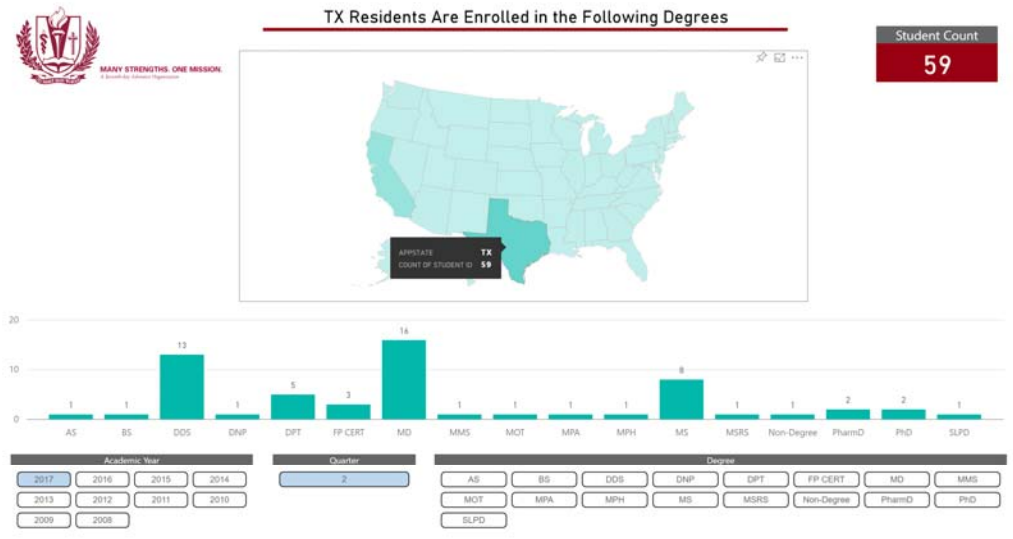 TX Residents Are Enrolled in the Following Degrees
Student Count
59
MANY STRENGTHS. ONE MISSION.
A Seventh-day Adventist Organization
APPSTATE TX
COUNT OF STUDENT ID 59
20
10
0
1 1 13 1 5 3 16 1 1 1 1 8 1 1 2 2 1
AS BS DDS DNP DPT FP CERT MD MMS MOT MPA MPH MS MSRS Non-Degree PharmD PhD SLPD
Academic Year
2017 2016 2015 2014
2013 2012 2011 2010
2009 2008
Quarter
2
Degree
AS BS DDS DNP DPT FP CERT MD MMS
MOT MPA MPH MS MSRS Non-Degree PharmD PhD
SLPD